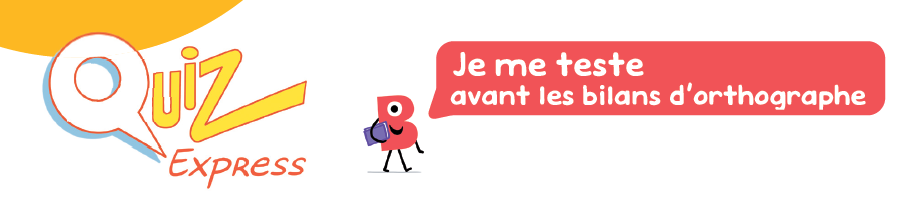 Quiz
Express
Je me teste
avant les bilans d'orthographe